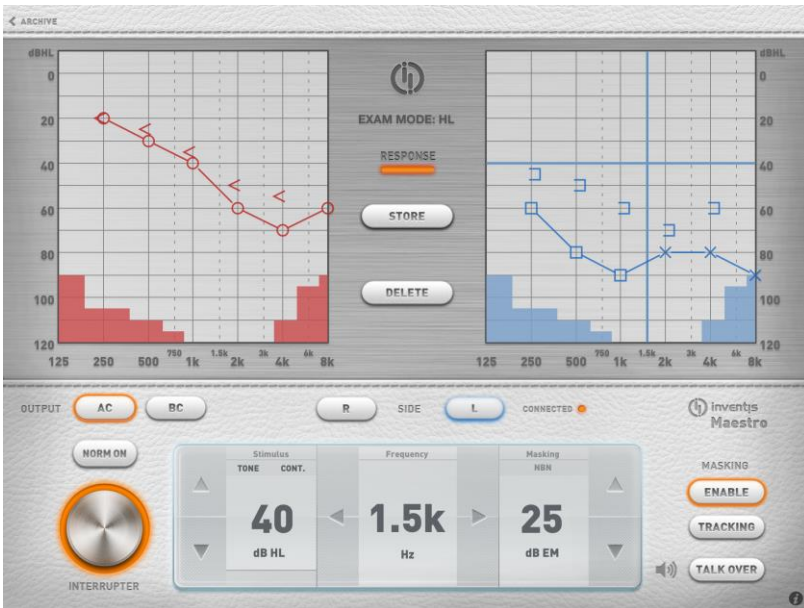 ARCHIVE
dBHL
0
20
40
60
80
100
120
125 250 500 750 1k 1.5k 2k 3k 4k 6k 8k
EXAM MODE: HL
RESPONSE
STORE
DELETE
dBHL
0
20
40
60
80
100
120
125 250 500 750 1k 1.5k 2k 3k 4k 6k 8k
OUTPUT AC BC R SIDE L CONNECTED
inventis
Maestro
NORM ON
INTERRUPTER
Stimulus
TONE CONT.
40
dB HL
Frequency
1.5k
Hz
Masking
NBN
25
dB EM
MASKING
ENABLE
TRACKING
TALK OVER
i